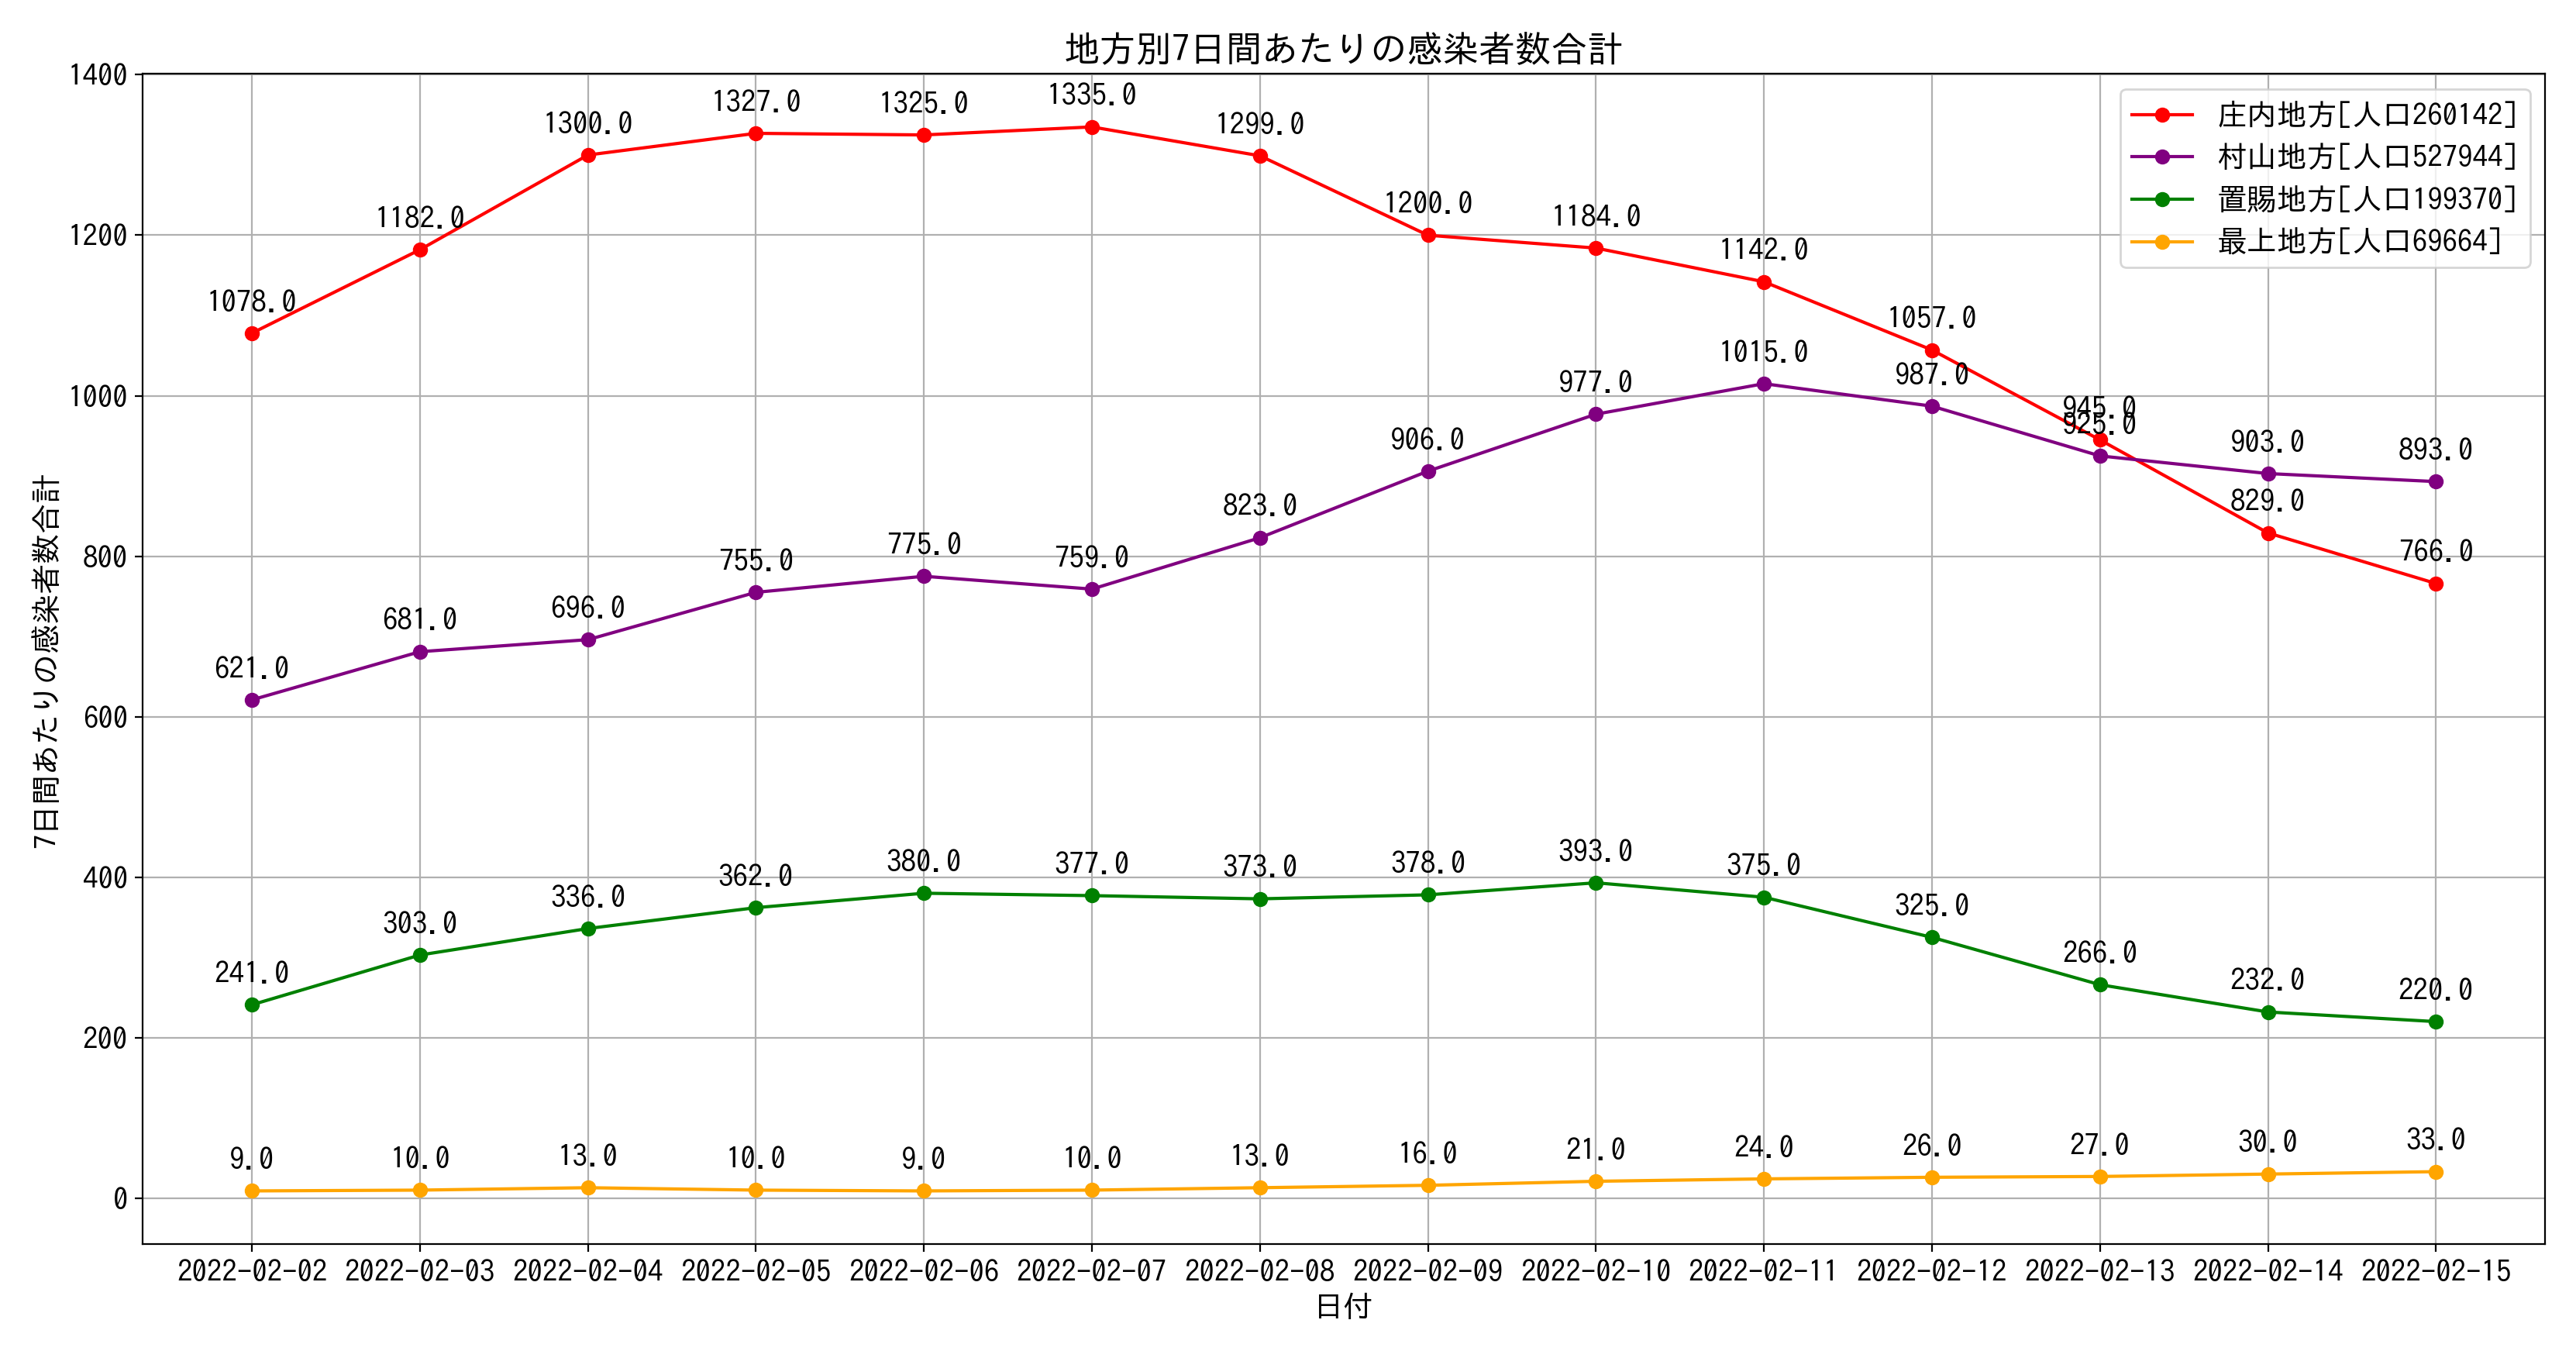 地方別7日間あたりの感染者数合計
7日間あたりの感染者数合計
1400
1200
1000
800
600
400
200
0
庄内地方[人口260142]
村山地方[人口527944]
置賜地方[人口199370]
最上地方[人口69664]
1078.0 1182.0 1300.0 1327.0 1325.0 1335.0 1299.0 1200.0 1184.0 1142.0 1057.0 945.0 829.0 766.0
621.0 681.0 696.0 755.0 775.0 759.0 823.0 906.0 977.0 1015.0 987.0 925.0 903.0 893.0
241.0 303.0 336.0 362.0 380.0 377.0 373.0 378.0 393.0 375.0 325.0 266.0 232.0 220.0
9.0 10.0 13.0 10.0 9.0 10.0 13.0 16.0 21.0 24.0 26.0 27.0 30.0 33.0
2022-02-02 2022-02-03 2022-02-04 2022-02-05 2022-02-06 2022-02-07 2022-02-08 2022-02-09 2022-02-10 2022-02-11 2022-02-12 2022-02-13 2022-02-14 2022-02-15
日付